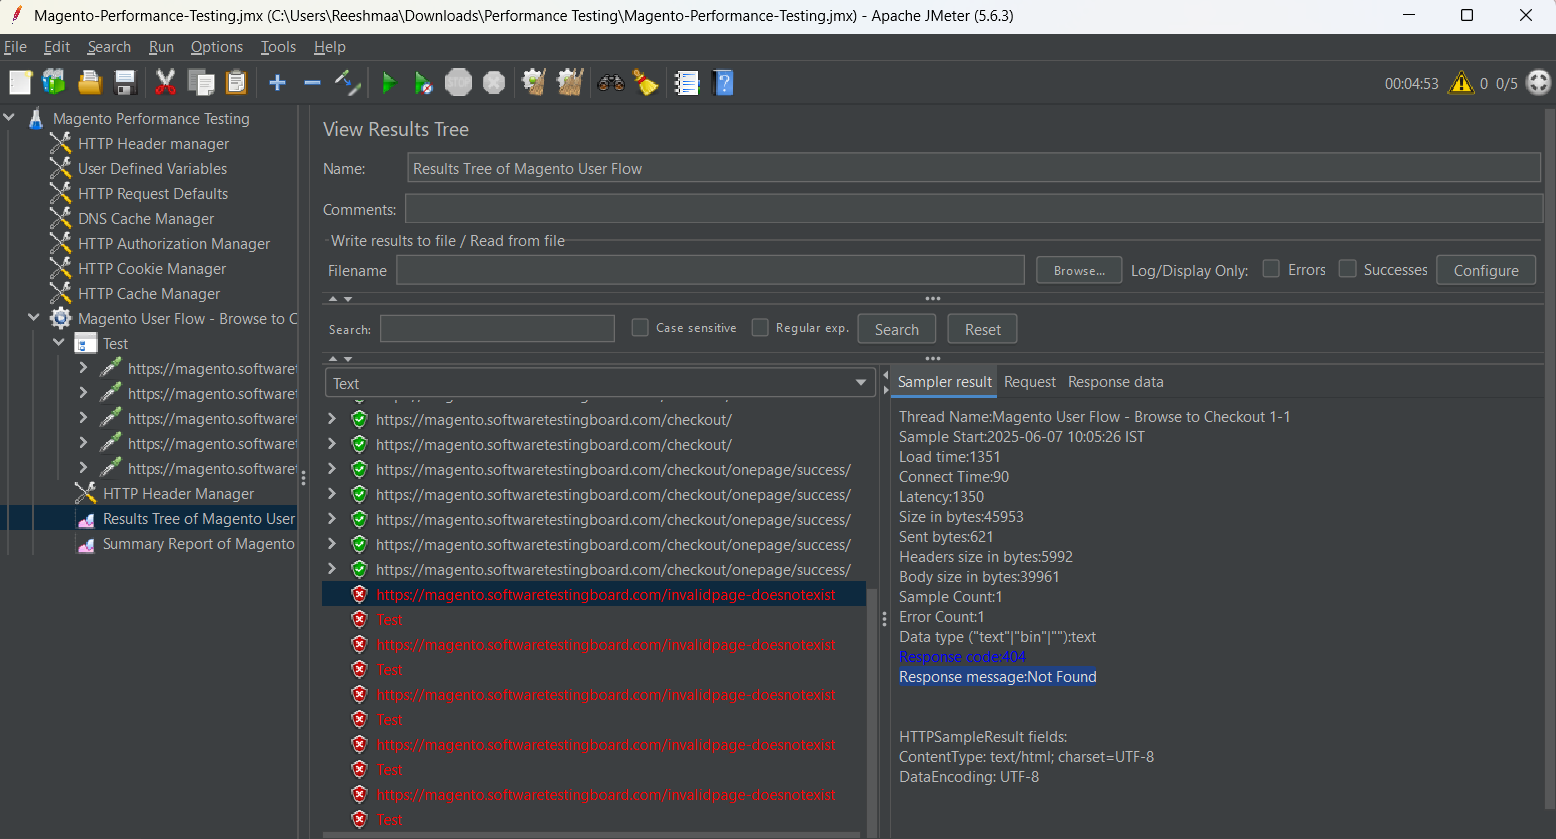 Magento-Performance-Testing.jmx (C:\Users\Reeshmaa\Downloads\Performance Testing\Magento-Performance-Testing.jmx) - Apache JMeter (5.6.3)
File Edit Search Run Options Tools Help
STOP
00:04:53 0 0/5
Magento Performance Testing
HTTP Header manager
User Defined Variables
HTTP Request Defaults
DNS Cache Manager
HTTP Authorization Manager
HTTP Cookie Manager
HTTP Cache Manager
Magento User Flow - Browse to C
Test
https://magento.softwaret
https://magento.softwaret
https://magento.softwaret
https://magento.softwaret
https://magento.softwaret
HTTP Header Manager
Results Tree of Magento User
Summary Report of Magento
View Results Tree
Name: Results Tree of Magento User Flow
Comments:
Write results to file / Read from file
Filename Browse... Log/Display Only: Errors Successes Configure
Search: Case sensitive Regular exp. Search Reset
Text
https://magento.softwaretestingboard.com/checkout/
https://magento.softwaretestingboard.com/checkout/
https://magento.softwaretestingboard.com/checkout/onepage/success/
https://magento.softwaretestingboard.com/checkout/onepage/success/
https://magento.softwaretestingboard.com/checkout/onepage/success/
https://magento.softwaretestingboard.com/checkout/onepage/success/
https://magento.softwaretestingboard.com/checkout/onepage/success/
https://magento.softwaretestingboard.com/invalidpage-doesnotexist
Test
https://magento.softwaretestingboard.com/invalidpage-doesnotexist
Test
https://magento.softwaretestingboard.com/invalidpage-doesnotexist
Test
https://magento.softwaretestingboard.com/invalidpage-doesnotexist
Test
https://magento.softwaretestingboard.com/invalidpage-doesnotexist
Test
Sampler result Request Response data
Thread Name:Magento User Flow - Browse to Checkout 1-1
Sample Start:2025-06-07 10:05:26 IST
Load time:1351
Connect Time:90
Latency:1350
Size in bytes:45953
Sent bytes:621
Headers size in bytes:5992
Body size in bytes:39961
Sample Count:1
Error Count:1
Data type ("text"|"bin"|""):text
Response code:404
Response message:Not Found
HTTPSampleResult fields:
ContentType: text/html; charset=UTF-8
DataEncoding: UTF-8